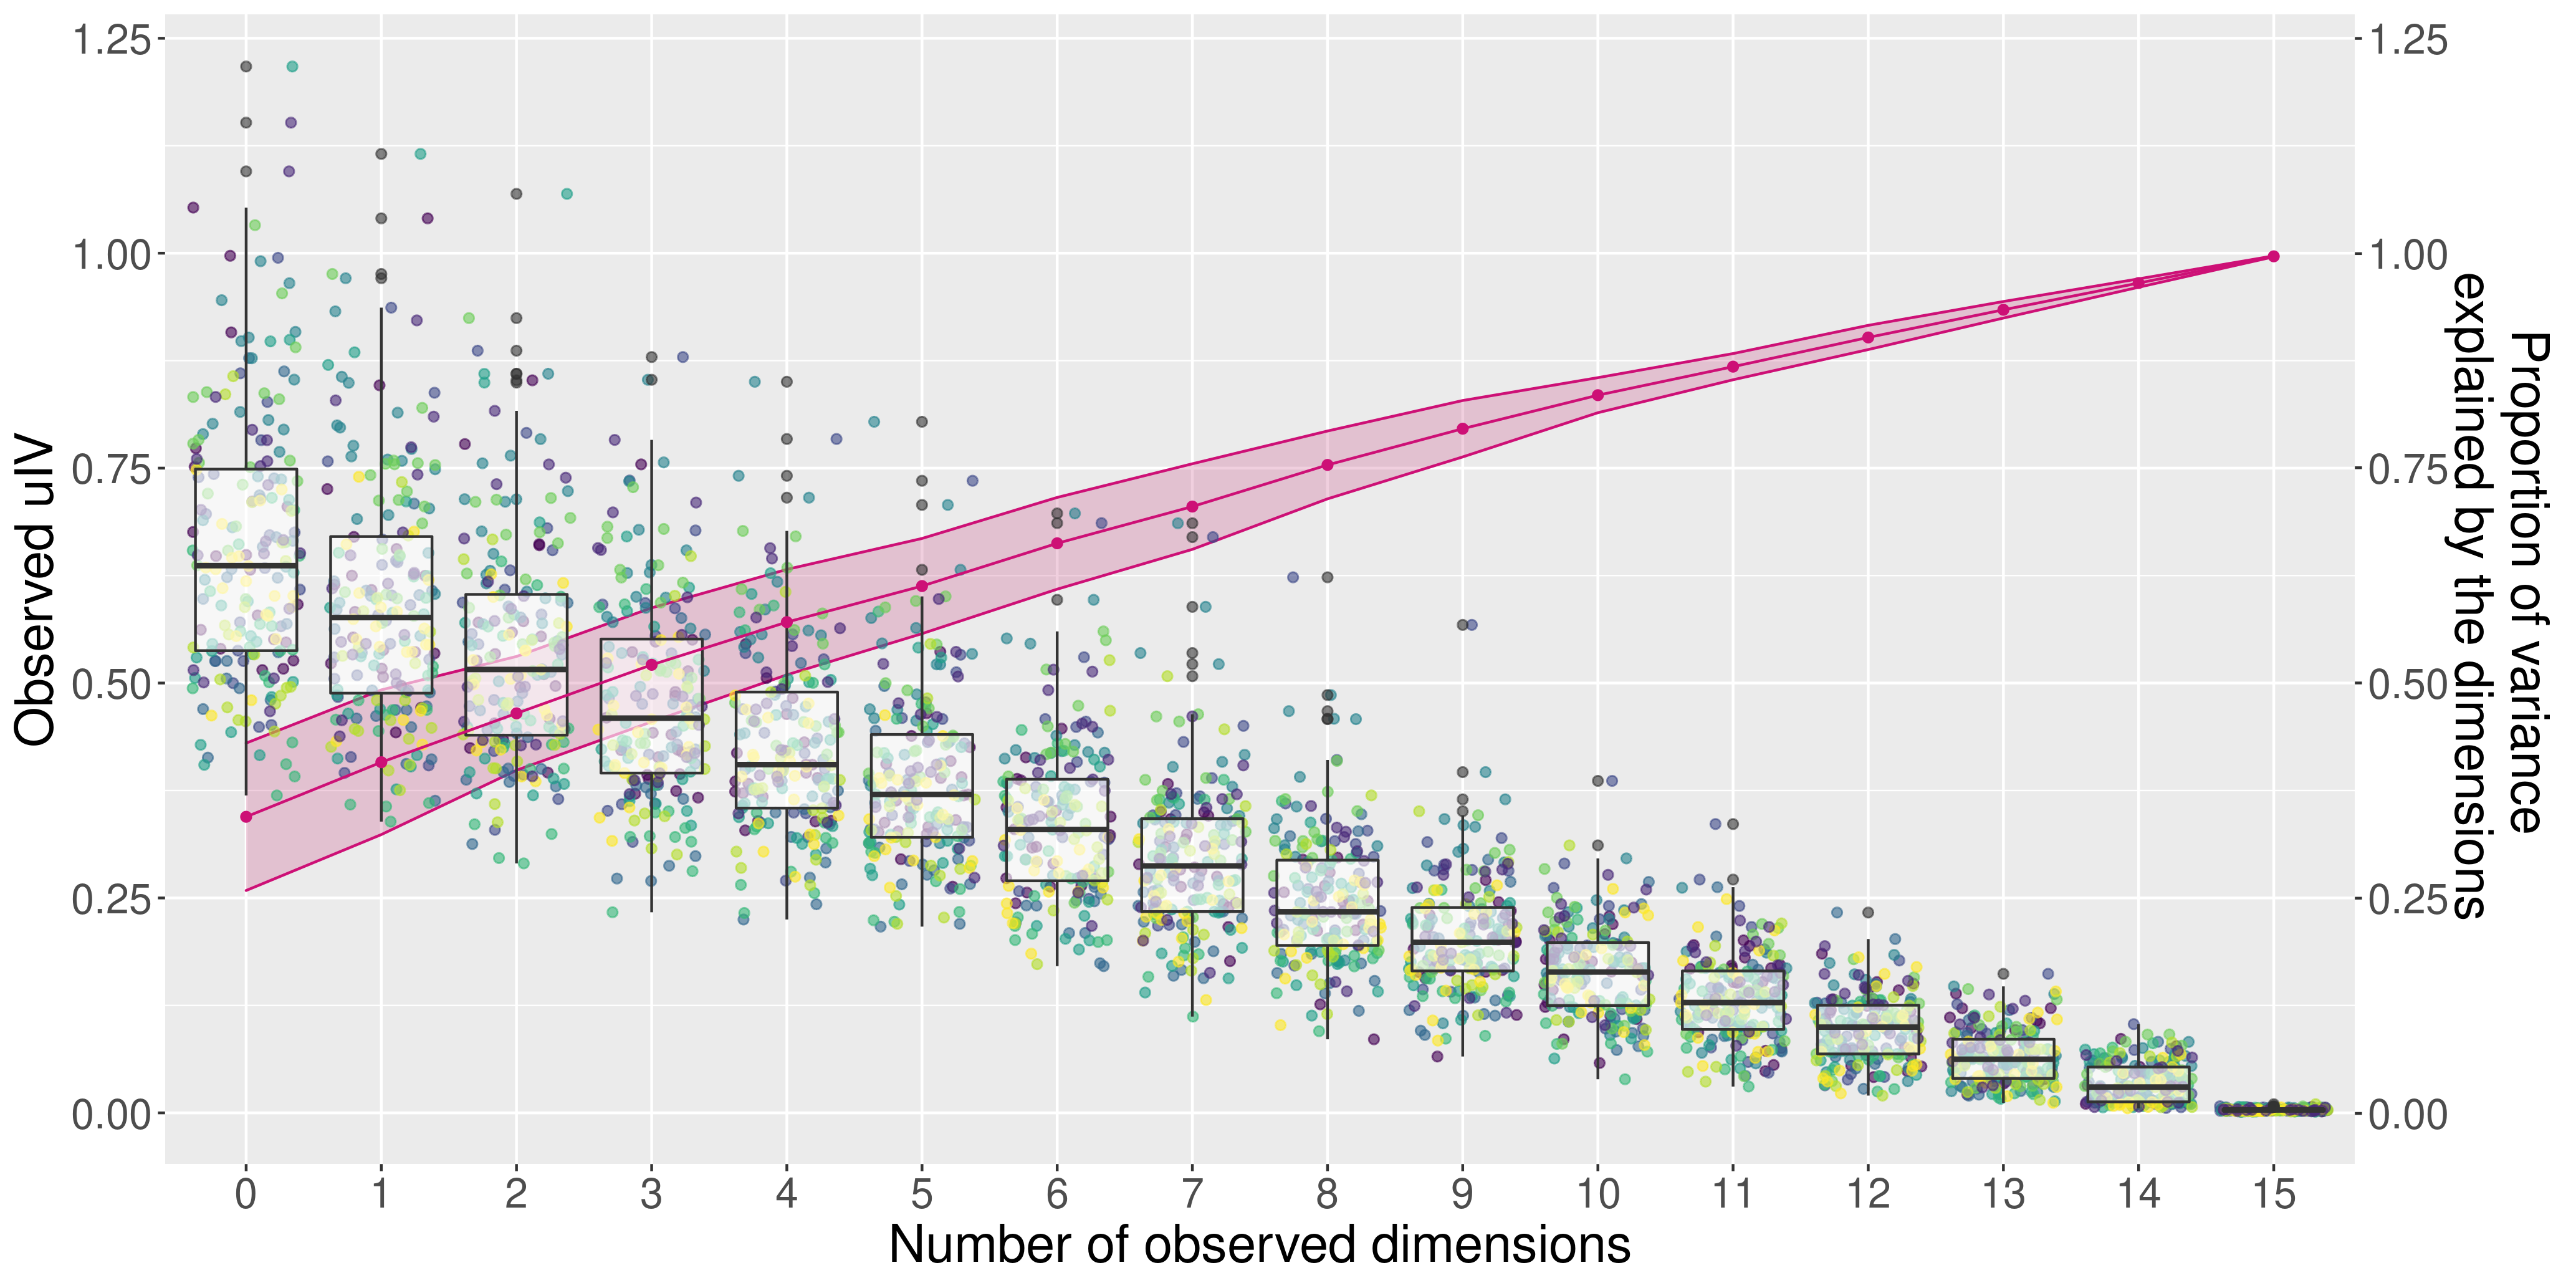 Observed uIV
1.25
1.00
0.75
0.50
0.25
0.00
1.25
1.00
0.75
0.50
0.25
0.00
Proportion of variance
explained by the dimensions
0 1 2 3 4 5 6 7 8 9 10 11 12 13 14 15
Number of observed dimensions